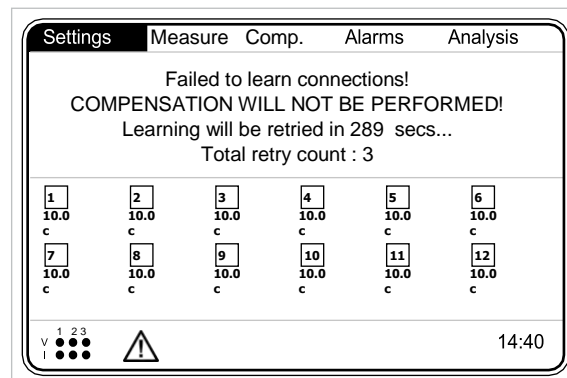 Settings Measure Comp. Alarms Analysis
Failed to learn connections!
COMPENSATION WILL NOT BE PERFORMED!
Learning will be retried in 289 secs...
Total retry count : 3
1 2 3 4 5 6
10.0 10.0 10.0 10.0 10.0 10.0
c c c c c c
7 8 9 10 11 12
10.0 10.0 10.0 10.0 10.0 10.0
c c c c c c
1 2 3
V
I
14:40